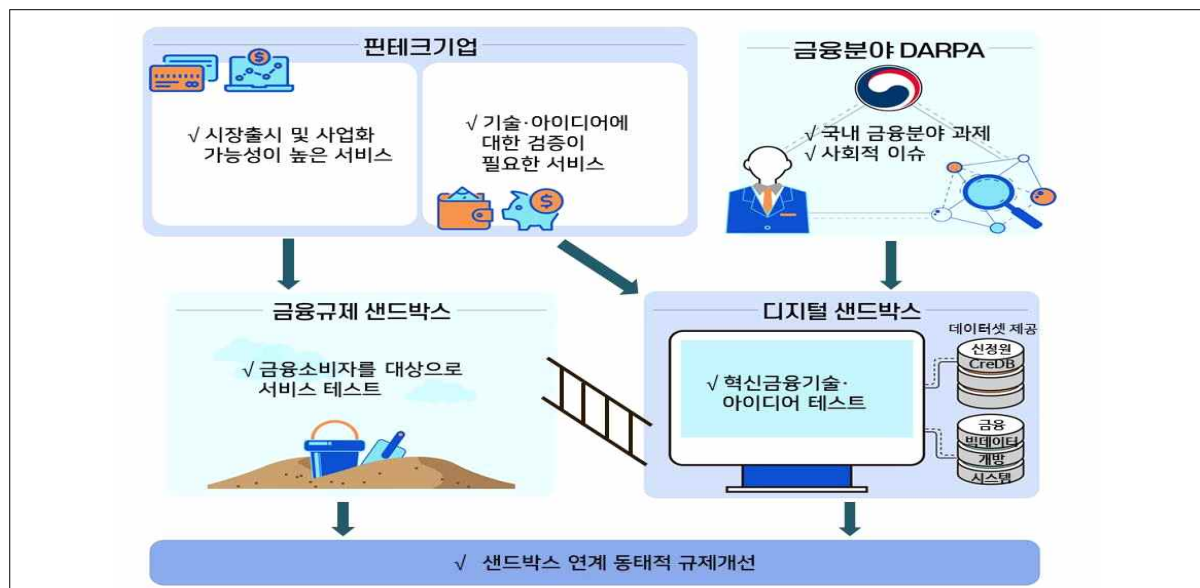 핀테크기업
√ 시장출시 및 사업화
가능성이 높은 서비스
√ 기술·아이디어에
대한 검증이
필요한 서비스
금융분야 DARPA
√ 국내 금융분야 과제
√ 사회적 이슈
금융규제 샌드박스
√ 금융소비자를 대상으로
서비스 테스트
디지털 샌드박스
√ 혁신금융기술·
아이디어 테스트
데이터셋 제공
신정원
CreDB
금융
빅데이터
개방
시스템
√ 샌드박스 연계 동태적 규제개선